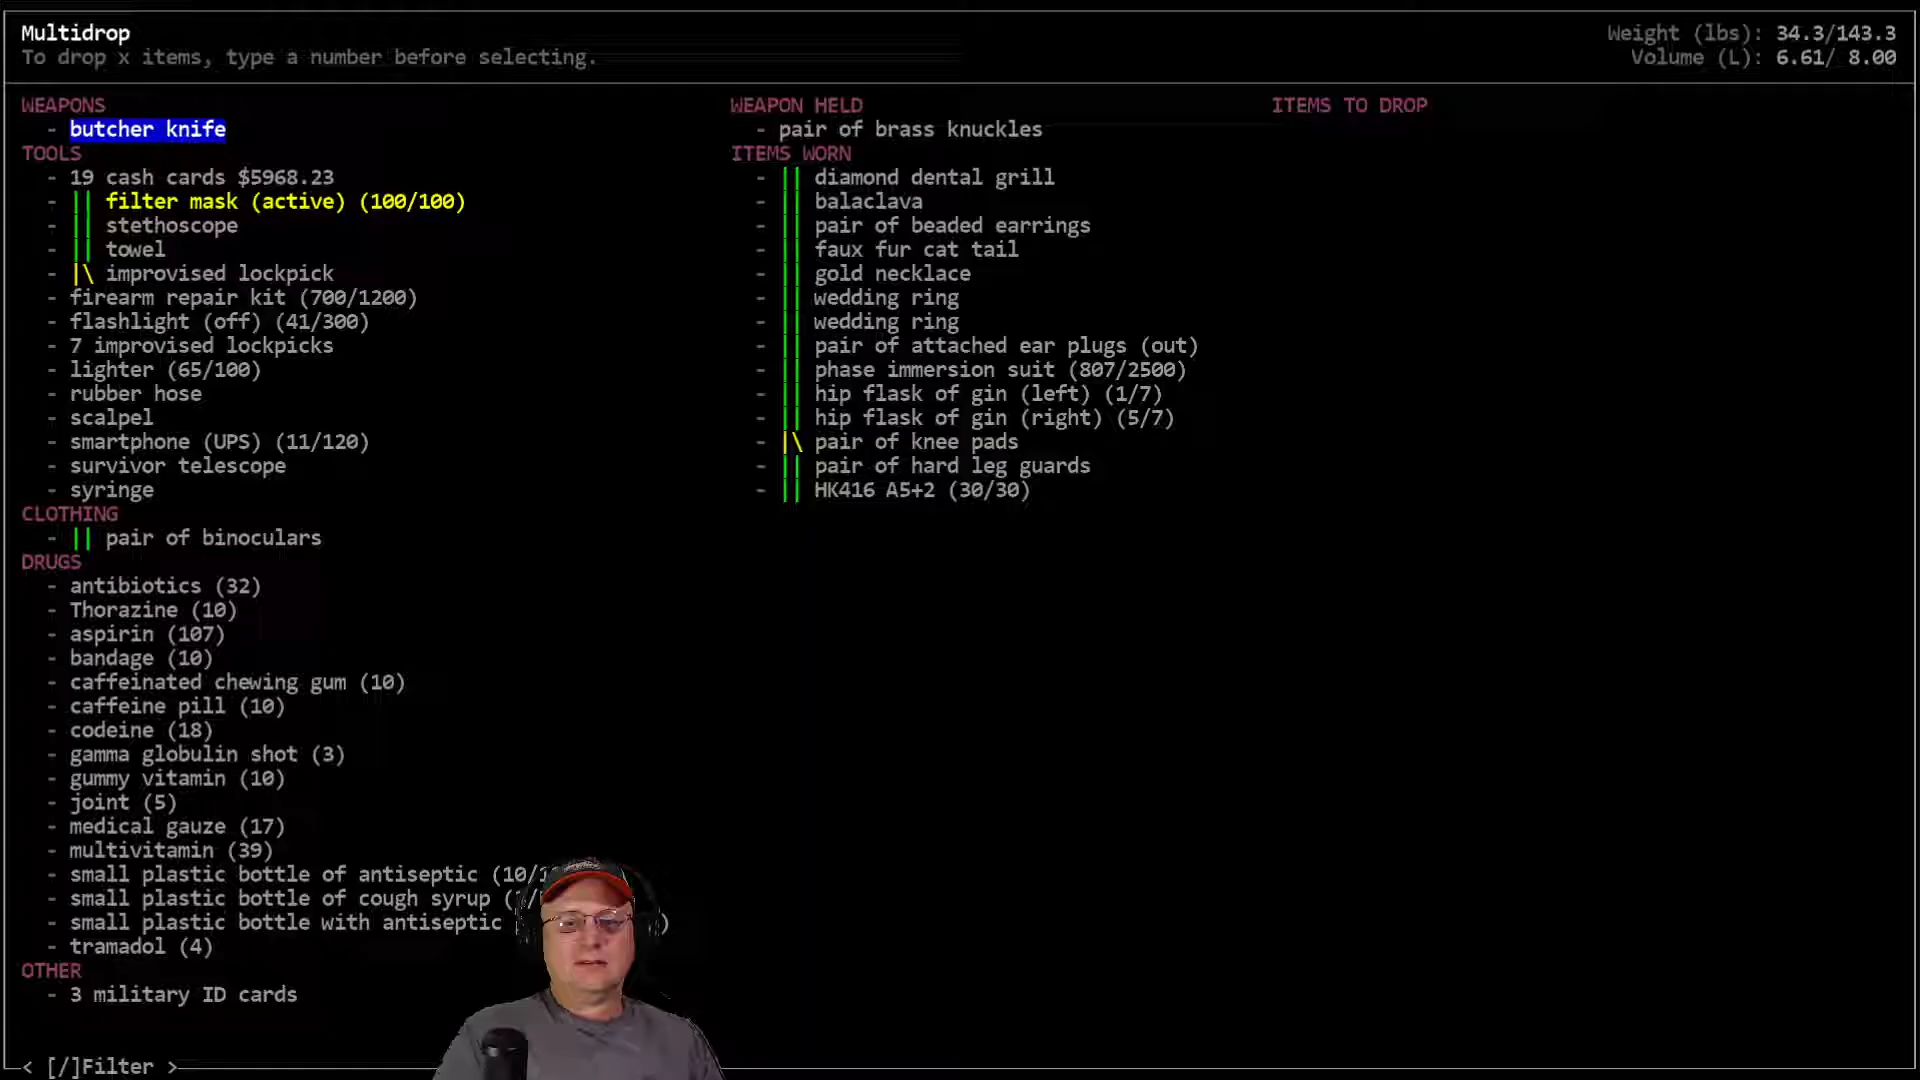 Multidrop
To drop x items, type a number before selecting.
Weight (lbs): 34.3/143.3
Volume (L): 6.61/ 8.00
WEAPONS
- butcher knife
TOOLS
- 19 cash cards $5968.23
- || filter mask (active) (100/100)
- || stethoscope
- || towel
- |\ improvised lockpick
- firearm repair kit (700/1200)
- flashlight (off) (41/300)
- 7 improvised lockpicks
- lighter (65/100)
- rubber hose
- scalpel
- smartphone (UPS) (11/120)
- survivor telescope
- syringe
CLOTHING
- || pair of binoculars
DRUGS
- antibiotics (32)
- Thorazine (10)
- aspirin (107)
- bandage (10)
- caffeinated chewing gum (10)
- caffeine pill (10)
- codeine (18)
- gamma globulin shot (3)
- gummy vitamin (10)
- joint (5)
- medical gauze (17)
- multivitamin (39)
- small plastic bottle of antiseptic (10/
- small plastic bottle of cough syrup (
- small plastic bottle with antiseptic
- tramadol (4)
OTHER
- 3 military ID cards
WEAPON HELD
- pair of brass knuckles
ITEMS WORN
- || diamond dental grill
- || balaclava
- || pair of beaded earrings
- || faux fur cat tail
- || gold necklace
- || wedding ring
- || wedding ring
- || pair of attached ear plugs (out)
- || phase immersion suit (807/2500)
- || hip flask of gin (left) (1/7)
- || hip flask of gin (right) (5/7)
- |\ pair of knee pads
- || pair of hard leg guards
- || HK416 A5+2 (30/30)
ITEMS TO DROP
< [/]Filter >